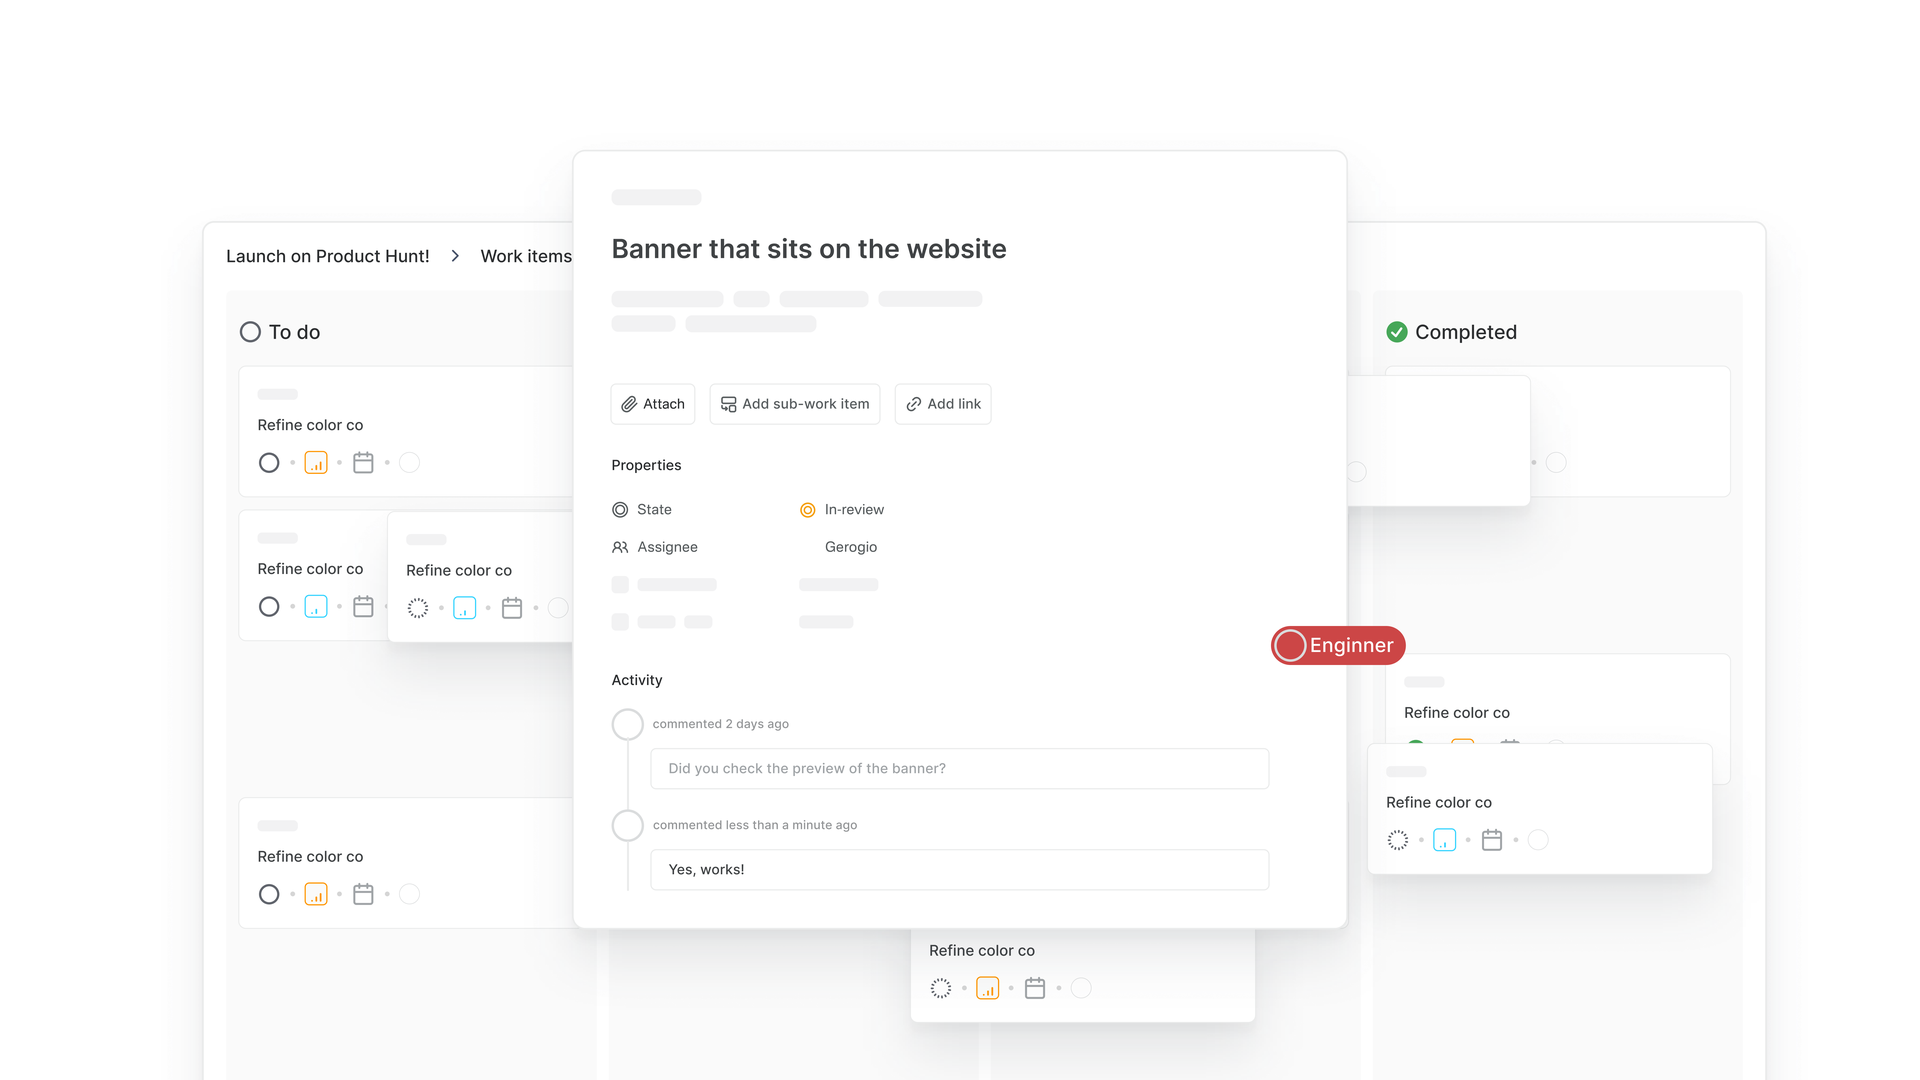 Launch on Product Hunt! > Work items
To do
Refine color co
Refine color co
Refine color co
Refine color co
Banner that sits on the website
Attach
Add sub-work item
Add link
Properties
State
In-review
Assignee
Gerogio
Activity
commented 2 days ago
Did you check the preview of the banner?
commented less than a minute ago
Yes, works!
Enginner
Refine color co
Completed
Refine color co
Refine color co